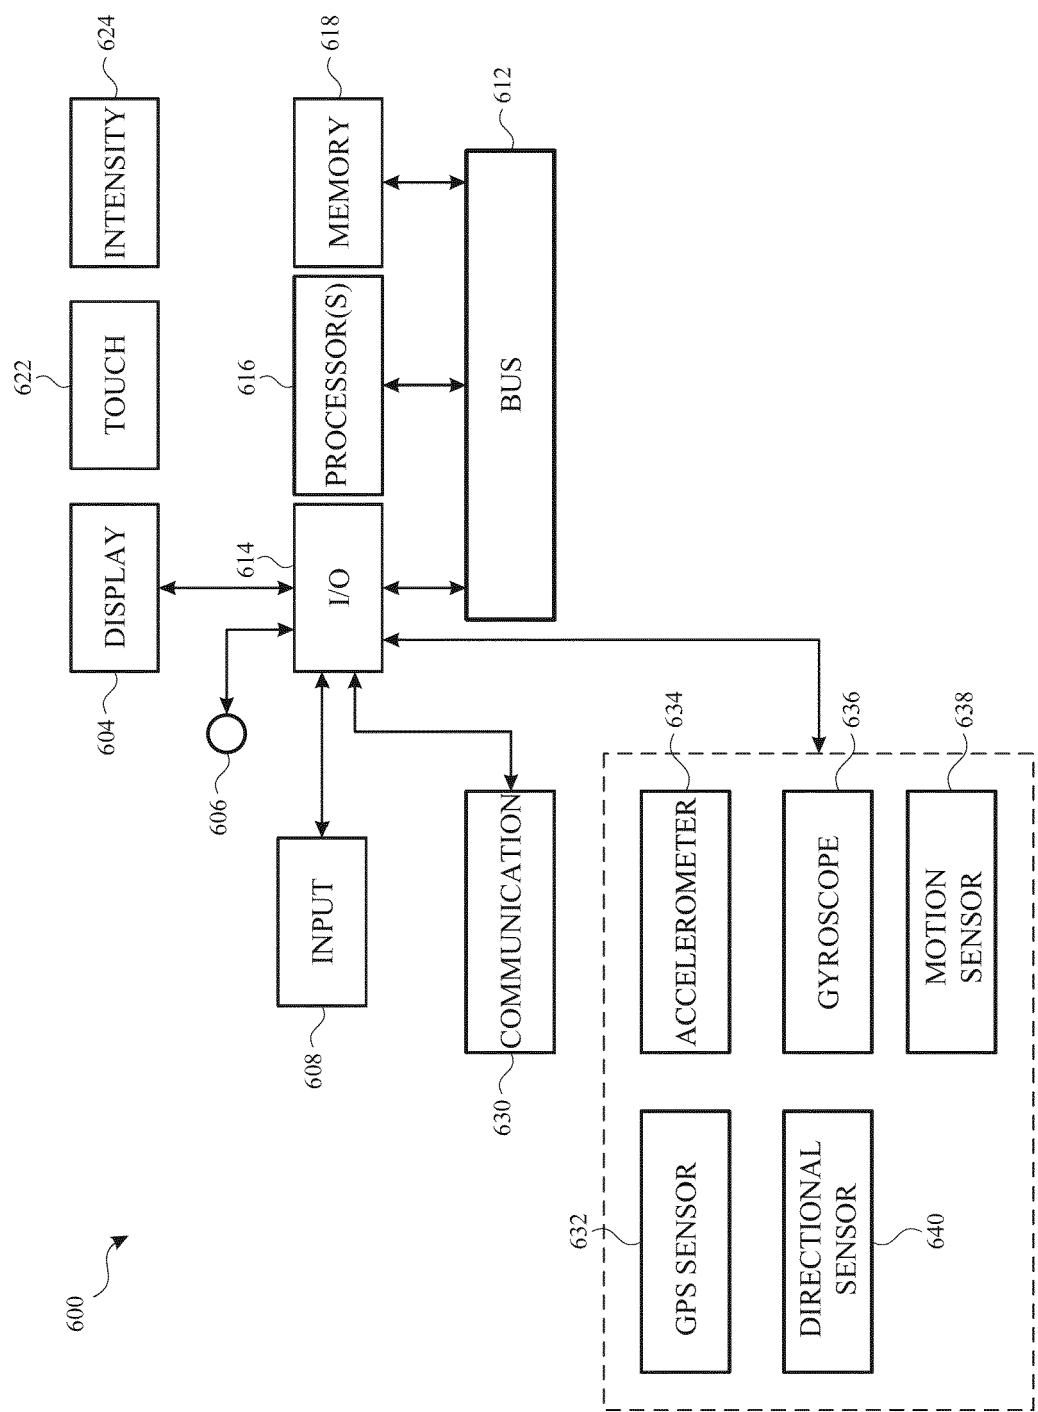 600
604
DISPLAY
622
TOUCH
624
INTENSITY
606
614
I/O
616
PROCESSOR(S)
618
MEMORY
608
INPUT
612
BUS
630
COMMUNICATION
632
GPS SENSOR
634
ACCELEROMETER
636
GYROSCOPE
638
MOTION
SENSOR
640
DIRECTIONAL
SENSOR